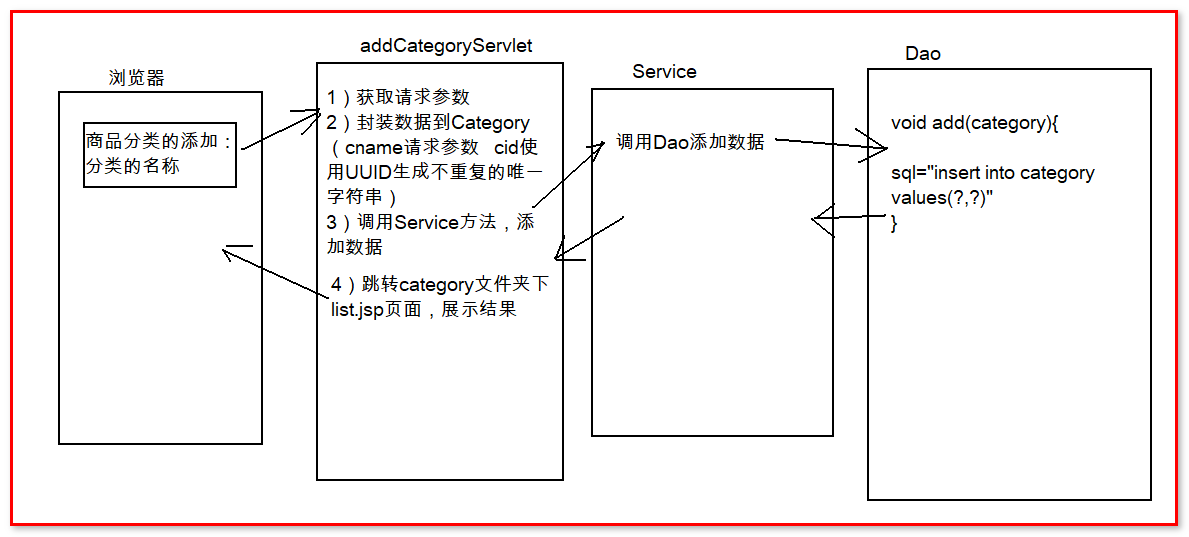 浏览器
商品分类的添加：
分类的名称
addCategoryServlet
1）获取请求参数
2）封装数据到Category
（cname请求参数 cid使
用UUID生成不重复的唯一
字符串）
3）调用Service方法，添
加数据
4）跳转category文件夹下
list.jsp页面，展示结果
Service
调用Dao添加数据
Dao
void add(category){
sql="insert into category
values(?,?)"
}